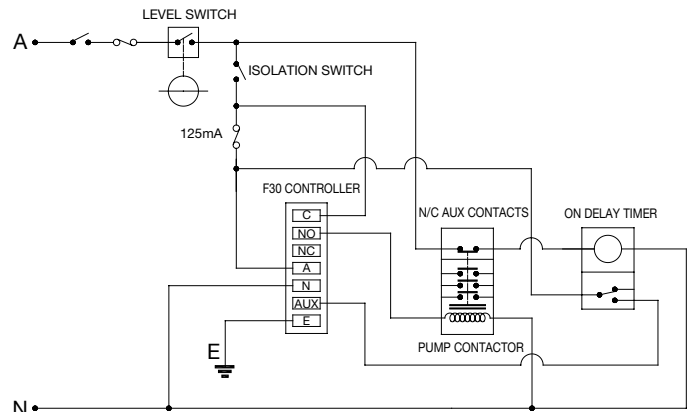 LEVEL SWITCH
A
ISOLATION SWITCH
125mA
F30 CONTROLLER
N/C AUX CONTACTS
ON DELAY TIMER
C
NO
NC
A
N
AUX
E
E
PUMP CONTACTOR
N